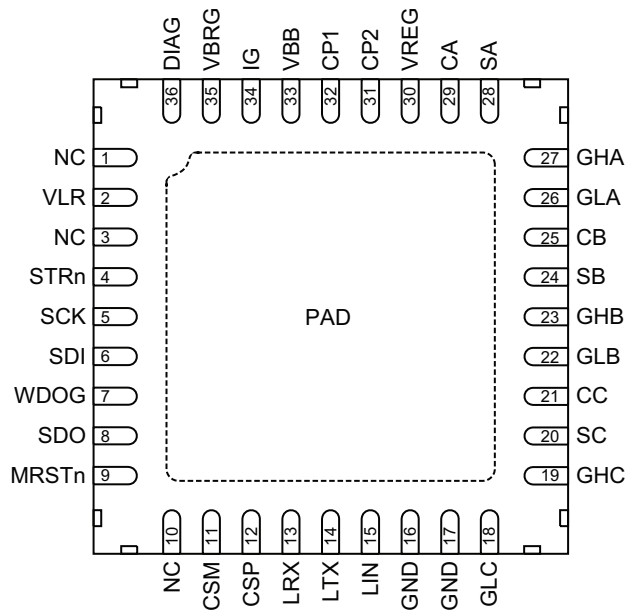 DIAG
VBRG
IG
VBB
CP1
CP2
VREG
CA
SA
36
35
34
33
32
31
30
29
28
NC 1
VLR 2
NC 3
STRn 4
SCK 5
SDI 6
WDOG 7
SDO 8
MRSTn 9
PAD
27 GHA
26 GLA
25 CB
24 SB
23 GHB
22 GLB
21 CC
20 SC
19 GHC
10
11
12
13
14
15
16
17
18
NC
CSM
CSP
LRX
LTX
LIN
GND
GND
GLC